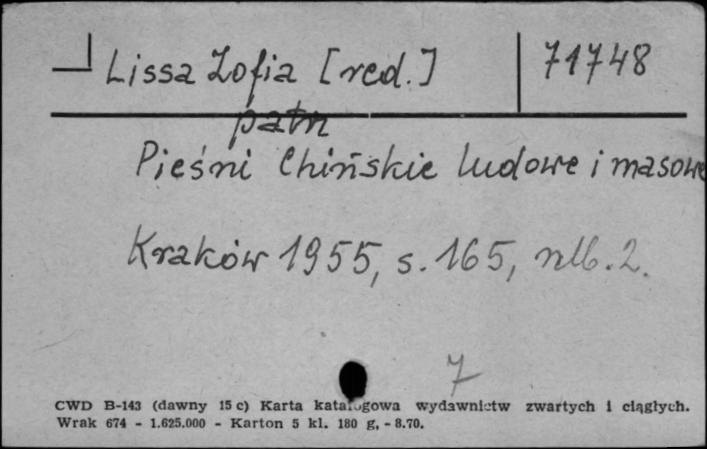 Lissa Zofia [red.] 71748
patrz
Pieśni Chińskie ludowe i masowe
Kraków 1955, s. 165, nlb. 2.
7
CWD B-143 (dawny 15 c) Karta katalogowa wydawnictw zwartych i ciągłych.
Wrak 674 - 1.625.000 - Karton 5 kl. 180 g, - 8.70.